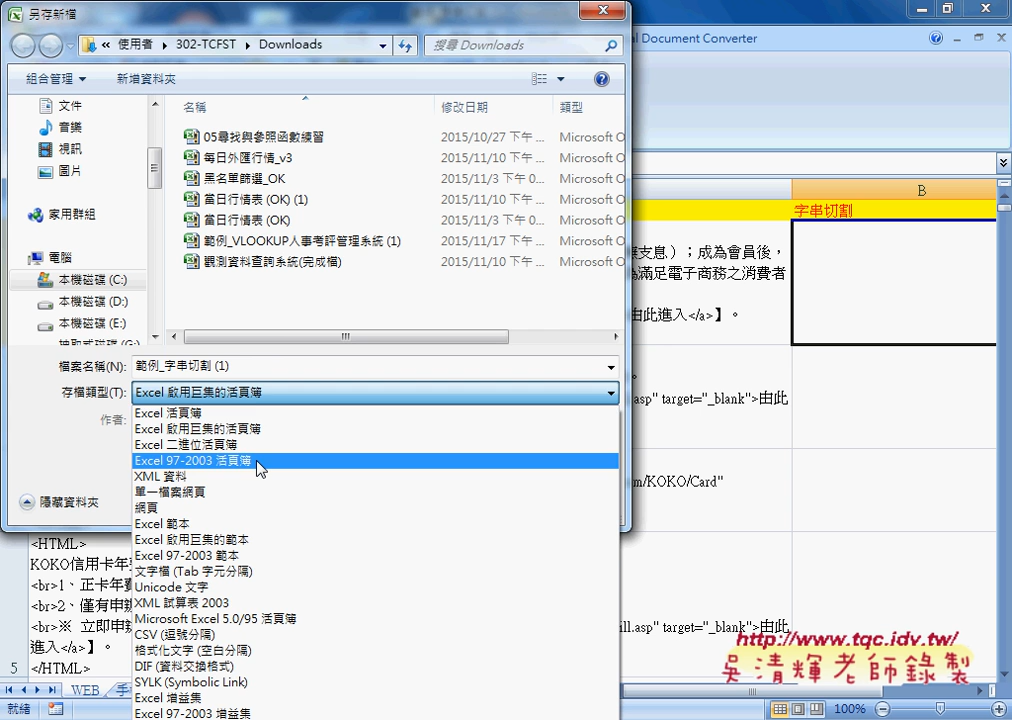 另存新檔
« 使用者 ▸ 302-TCFST ▸ Downloads
搜尋 Downloads
組合管理 ▼ 新增資料夾
文件
音樂
視訊
圖片
家用群組
電腦
本機磁碟 (C:)
本機磁碟 (D:)
本機磁碟 (E:)
名稱 修改日期 類型
05尋找與參照函數練習 2015/10/27 下午 ... Microsoft O
每日外匯行情_v3 2015/11/10 下午 ... Microsoft O
黑名單篩選_OK 2015/11/3 下午 0... Microsoft O
當日行情表 (OK) (1) 2015/11/10 下午 ... Microsoft O
當日行情表 (OK) 2015/11/3 下午 0... Microsoft O
範例_VLOOKUP人事考評管理系統 (1) 2015/11/17 下午 ... Microsoft O
觀測資料查詢系統(完成檔) 2015/11/10 下午 ... Microsoft O
檔案名稱(N): 範例_字串切割 (1)
存檔類型(T): Excel 啟用巨集的活頁簿
作者:
隱藏資料夾
Excel 活頁簿
Excel 啟用巨集的活頁簿
Excel 二進位活頁簿
Excel 97-2003 活頁簿
XML 資料
單一檔案網頁
網頁
Excel 範本
Excel 啟用巨集的範本
Excel 97-2003 範本
文字檔 (Tab 字元分隔)
Unicode 文字
XML 試算表 2003
Microsoft Excel 5.0/95 活頁簿
CSV (逗號分隔)
格式化文字 (空白分隔)
DIF (資料交換格式)
SYLK (Symbolic Link)
Excel 增益集
Excel 97-2003 增益集
al Document Converter
B
字串切割
支息）；成為會員後，
滿足電子商務之消費者
由此進入</a>】。
。
asp" target="_blank">由此
m/KOKO/Card"
ill.asp" target="_blank">由此
<HTML>
KOKO信用卡年
<br>1、正卡年費
<br>2、僅有申
<br>※ 立即申
進入</a>】。
5 </HTML>
WEB 手
就緒
100%
http://www.tqc.idv.tw/
吳清輝老師錄製